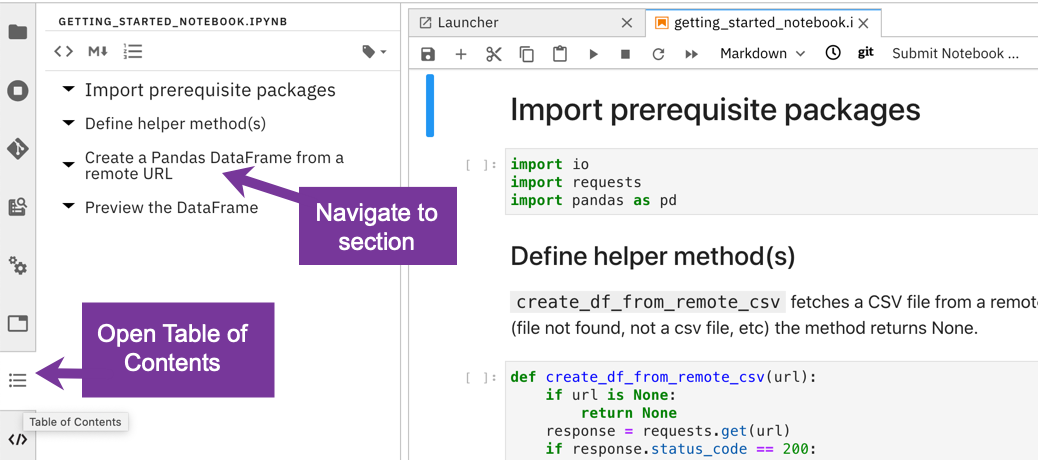 GETTING_STARTED_NOTEBOOK.IPYNB
<> M↓
Import prerequisite packages
Define helper method(s)
Create a Pandas DataFrame from a
remote URL
Preview the DataFrame
Navigate to
section
Open Table of
Contents
Table of Contents
</>
Launcher
getting_started_notebook.i
Markdown git Submit Notebook ...
Import prerequisite packages
[ ]: import io
import requests
import pandas as pd
Define helper method(s)
create_df_from_remote_csv fetches a CSV file from a remot
(file not found, not a csv file, etc) the method returns None.
[ ]: def create_df_from_remote_csv(url):
if url is None:
return None
response = requests.get(url)
if response.status_code == 200: